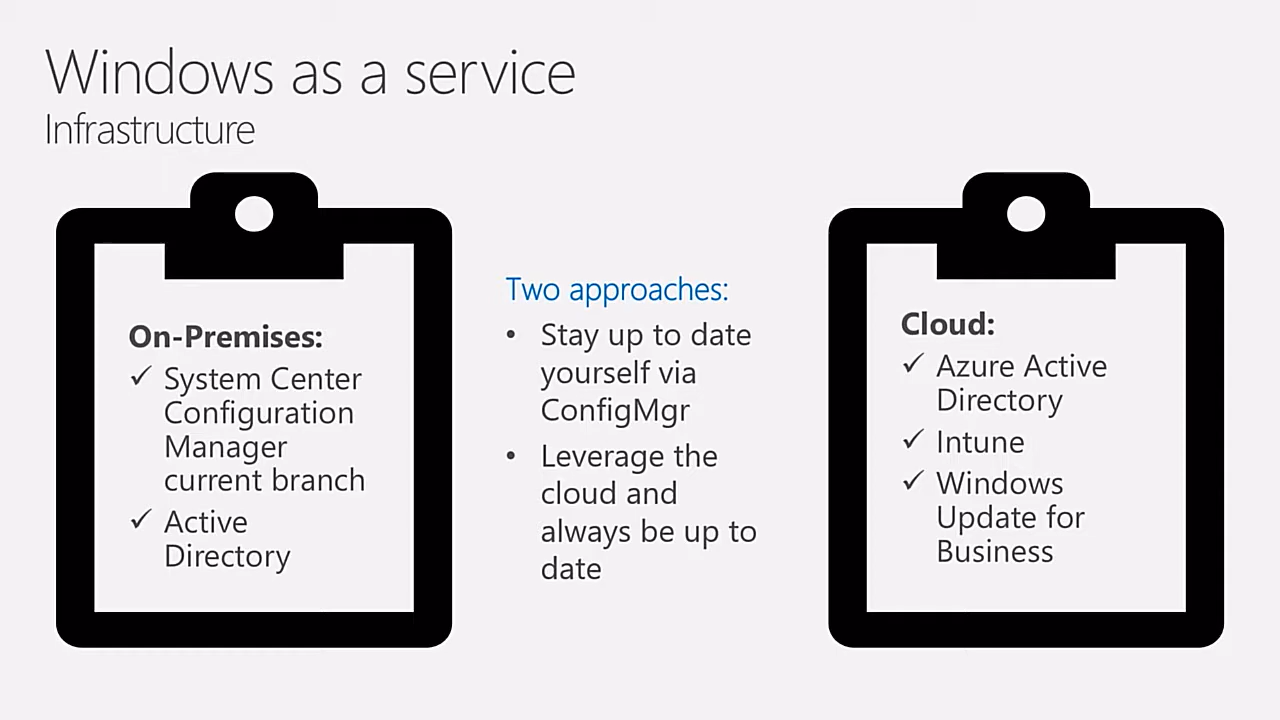 Windows as a service
Infrastructure
On-Premises:
✓ System Center
Configuration
Manager
current branch
✓ Active
Directory
Two approaches:
• Stay up to date
yourself via
ConfigMgr
• Leverage the
cloud and
always be up to
date
Cloud:
✓ Azure Active
Directory
✓ Intune
✓ Windows
Update for
Business